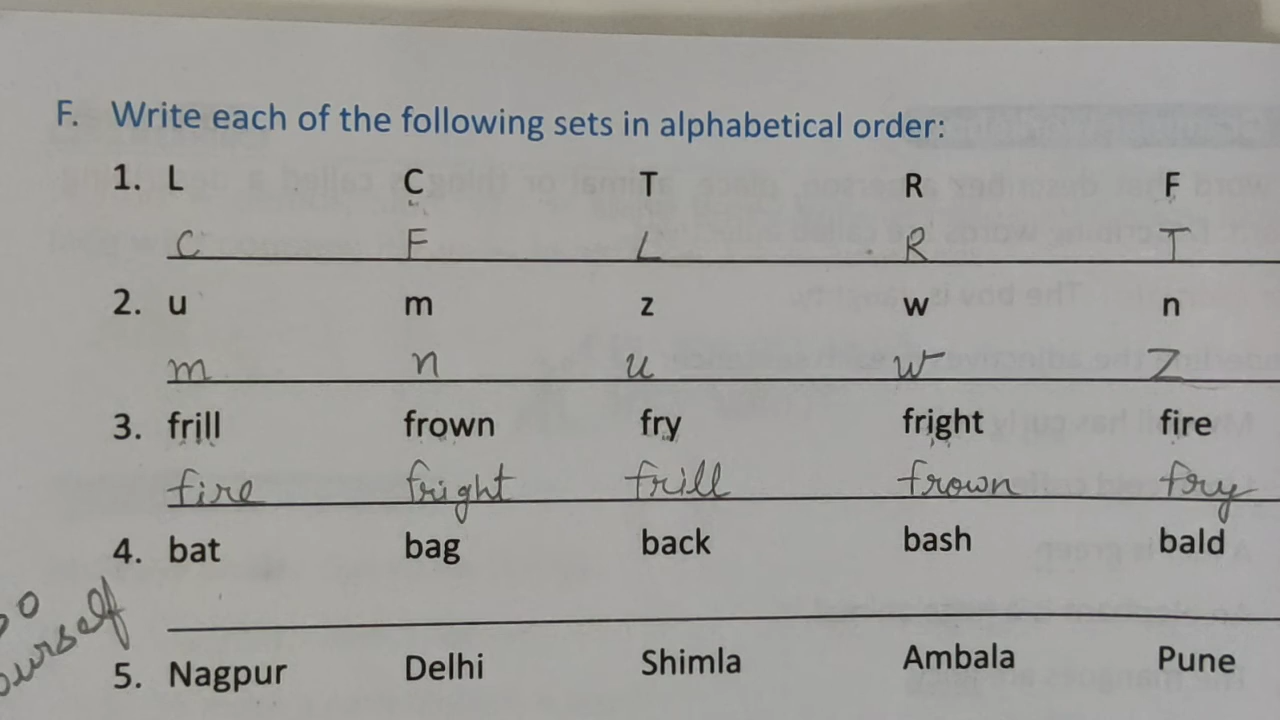 F. Write each of the following sets in alphabetical order:
1. L C T R F
C F L R T
2. u m z w n
m n u w z
3. frill frown fry fright fire
fire fright frill frown fry
4. bat bag back bash bald
5. Nagpur Delhi Shimla Ambala Pune